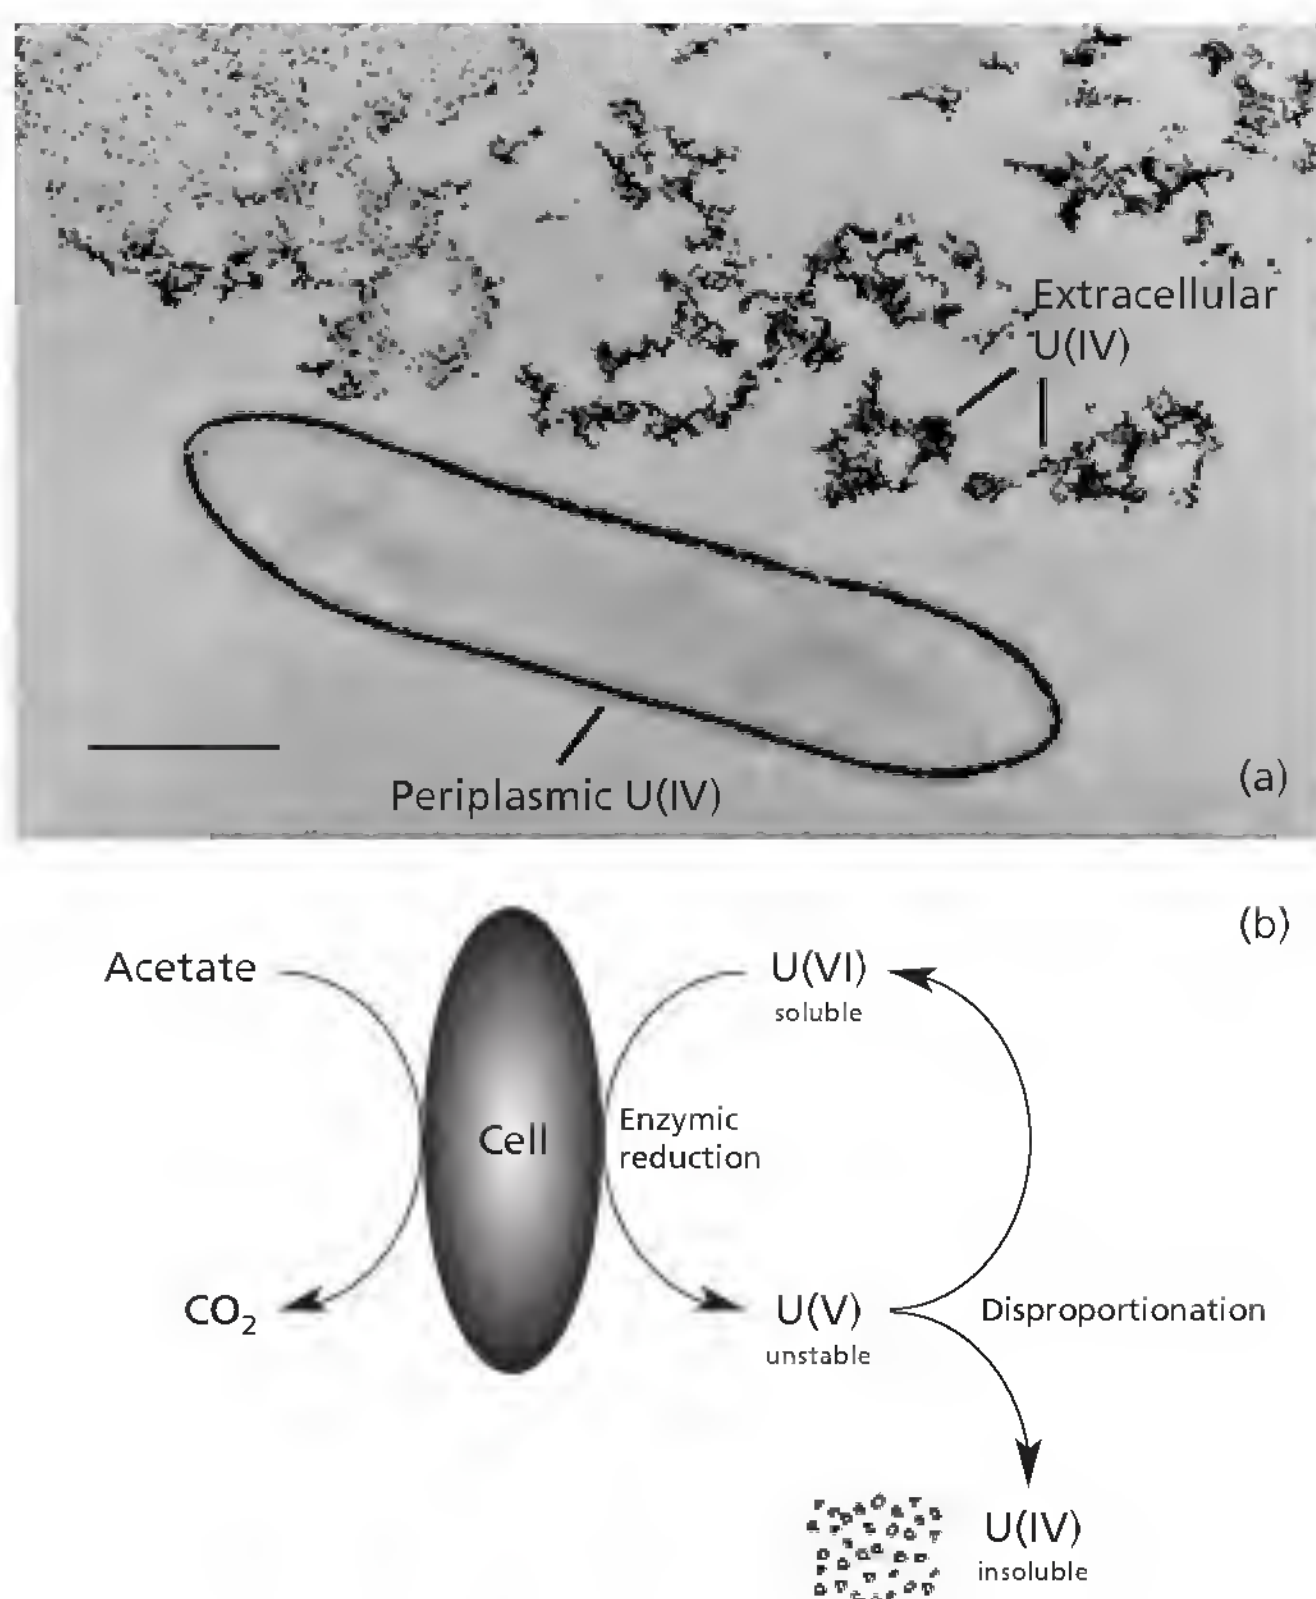 Extracellular
U(IV)
Periplasmic U(IV)
(a)
(b)
Acetate
U(VI)
soluble
Cell
Enzymic
reduction
CO₂
U(V)
unstable
Disproportionation
U(IV)
insoluble